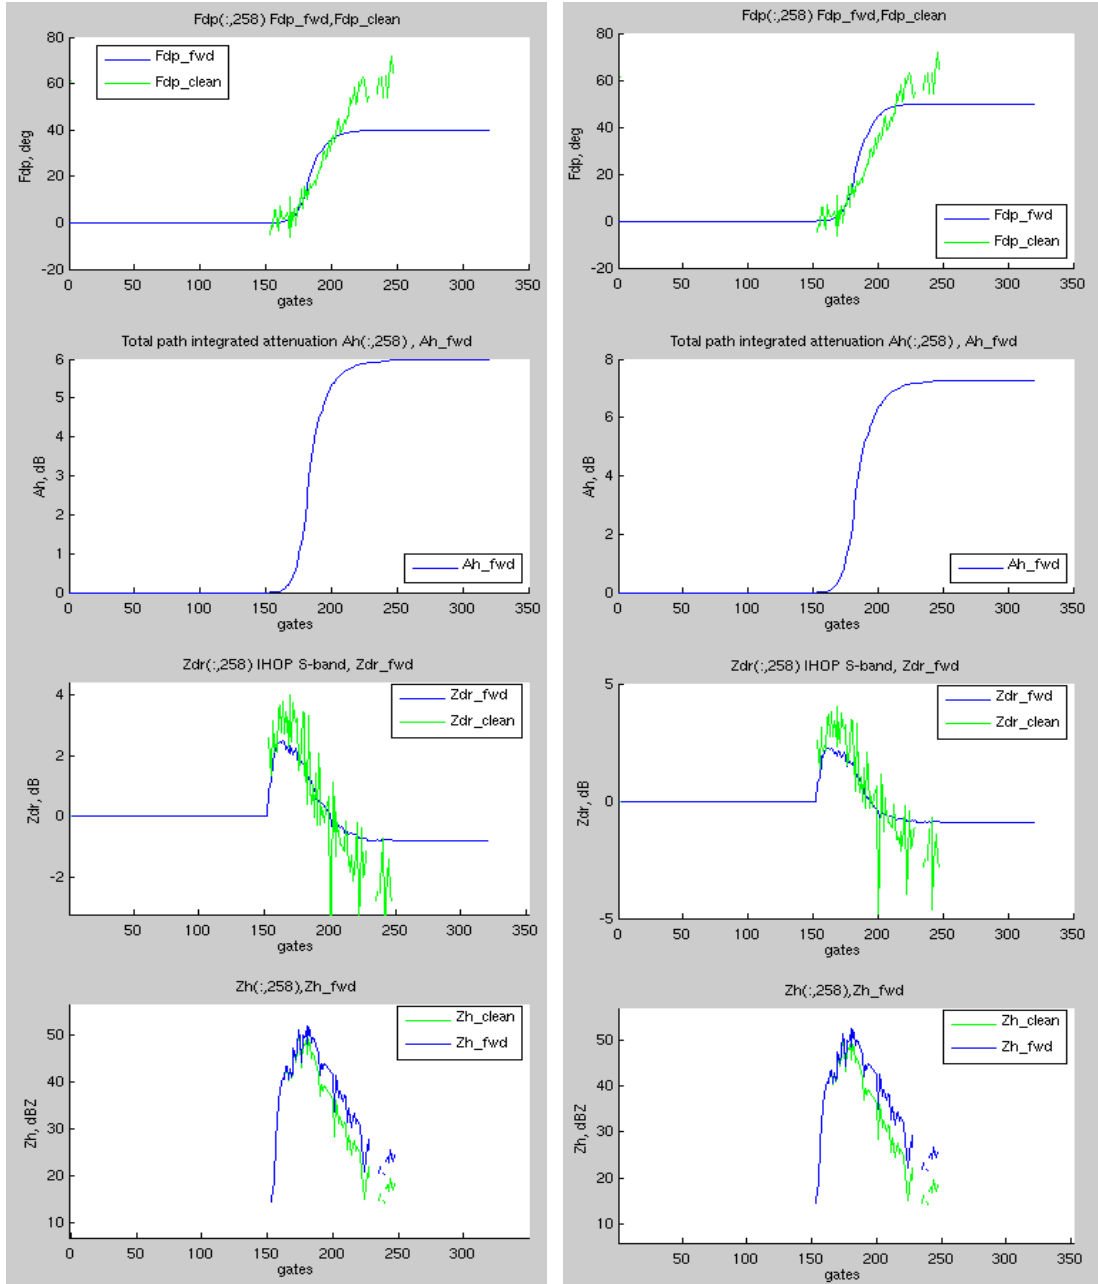 Fdp(:,258) Fdp_fwd,Fdp_clean
80
60
40
20
0
-20
Fdp, deg
Fdp_fwd
Fdp_clean
0 50 100 150 200 250 300 350
gates
Total path integrated attenuation Ah(:,258) , Ah_fwd
6
5
4
3
2
1
0
Ah, dB
Ah_fwd
0 50 100 150 200 250 300 350
gates
Zdr(:,258) IHOP S-band, Zdr_fwd
4
2
0
-2
Zdr, dB
Zdr_fwd
Zdr_clean
50 100 150 200 250 300 350
gates
Zh(:,258),Zh_fwd
50
40
30
20
10
Zh, dBZ
Zh_clean
Zh_fwd
0 50 100 150 200 250 300
gates
Fdp(:,258) Fdp_fwd,Fdp_clean
80
60
40
20
0
-20
Fdp, deg
Fdp_fwd
Fdp_clean
0 50 100 150 200 250 300 350
gates
Total path integrated attenuation Ah(:,258) , Ah_fwd
8
6
4
2
0
Ah, dB
Ah_fwd
0 50 100 150 200 250 300 350
gates
Zdr(:,258) IHOP S-band, Zdr_fwd
5
0
-5
Zdr, dB
Zdr_fwd
Zdr_clean
50 100 150 200 250 300 350
gates
Zh(:,258),Zh_fwd
50
40
30
20
10
Zh, dBZ
Zh_clean
Zh_fwd
50 100 150 200 250 300 350
gates